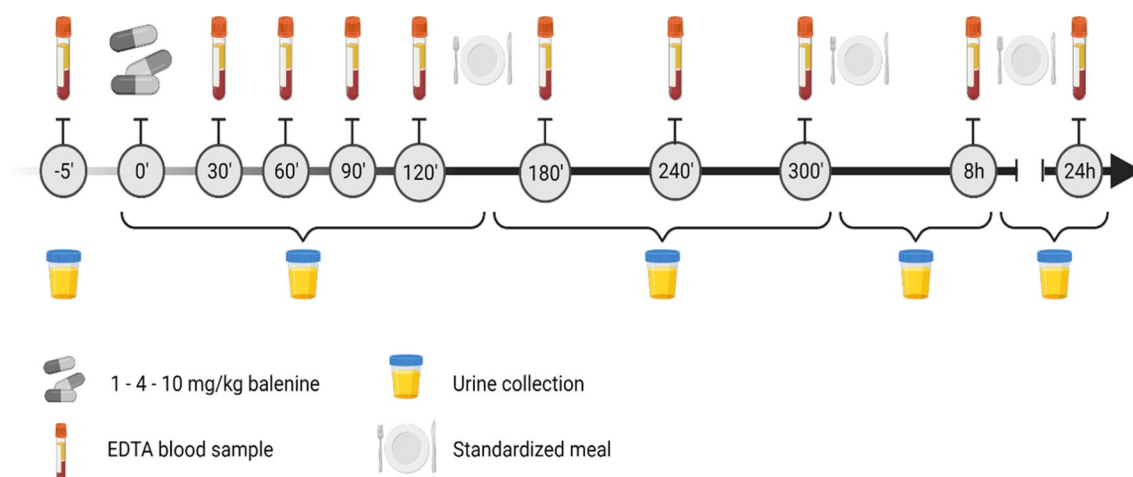 -5' 0' 30' 60' 90' 120' 180' 240' 300' 8h 24h
1 - 4 - 10 mg/kg balenine
Urine collection
EDTA blood sample
Standardized meal